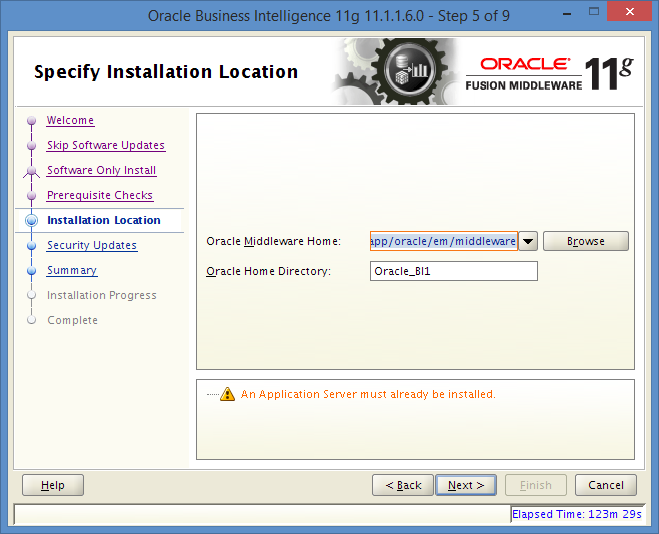 Oracle Business Intelligence 11g 11.1.1.6.0 - Step 5 of 9
Specify Installation Location
ORACLE
FUSION MIDDLEWARE 11g
Welcome
Skip Software Updates
Software Only Install
Prerequisite Checks
Installation Location
Security Updates
Summary
Installation Progress
Complete
Oracle Middleware Home: app/oracle/em/middleware Browse
Oracle Home Directory: Oracle_BI1
An Application Server must already be installed.
Help < Back Next > Finish Cancel
Elapsed Time: 123m 29s